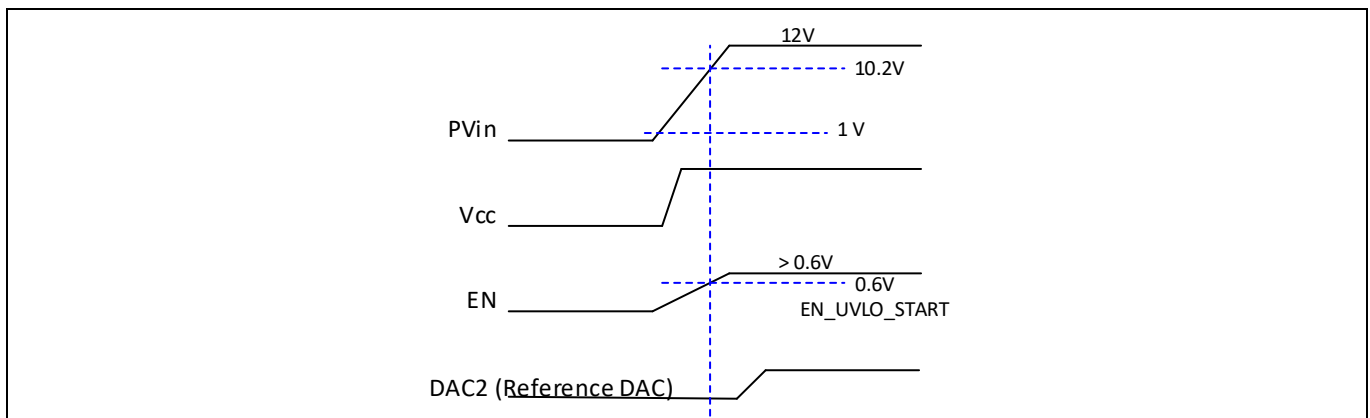 12V
10.2V
PVin
1 V
Vcc
> 0.6V
0.6V
EN
EN_UVLO_START
DAC2 (Reference DAC)